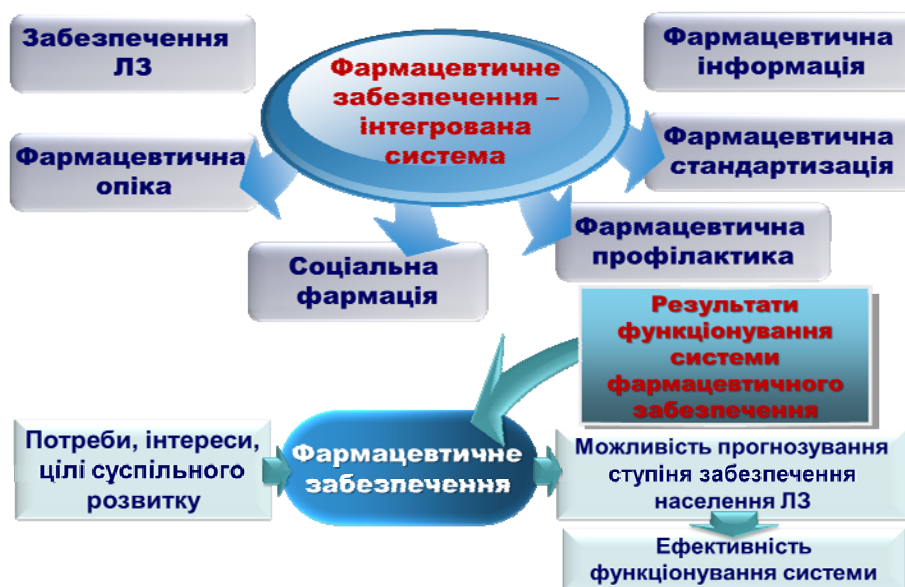 Забезпечення
ЛЗ
Фармацевтичне
забезпечення –
інтегрована
система
Фармацевтична
інформація
Фармацевтична
опіка
Фармацевтична
стандартизація
Соціальна
фармація
Фармацевтична
профілактика
Результати
функціонування
системи
фармацевтичного
забезпечення
Потреби, інтереси,
цілі суспільного
розвитку
Фармацевтичне
забезпечення
Можливість прогнозування
ступіня забезпечення
населення ЛЗ
Ефективність
функціонування системи